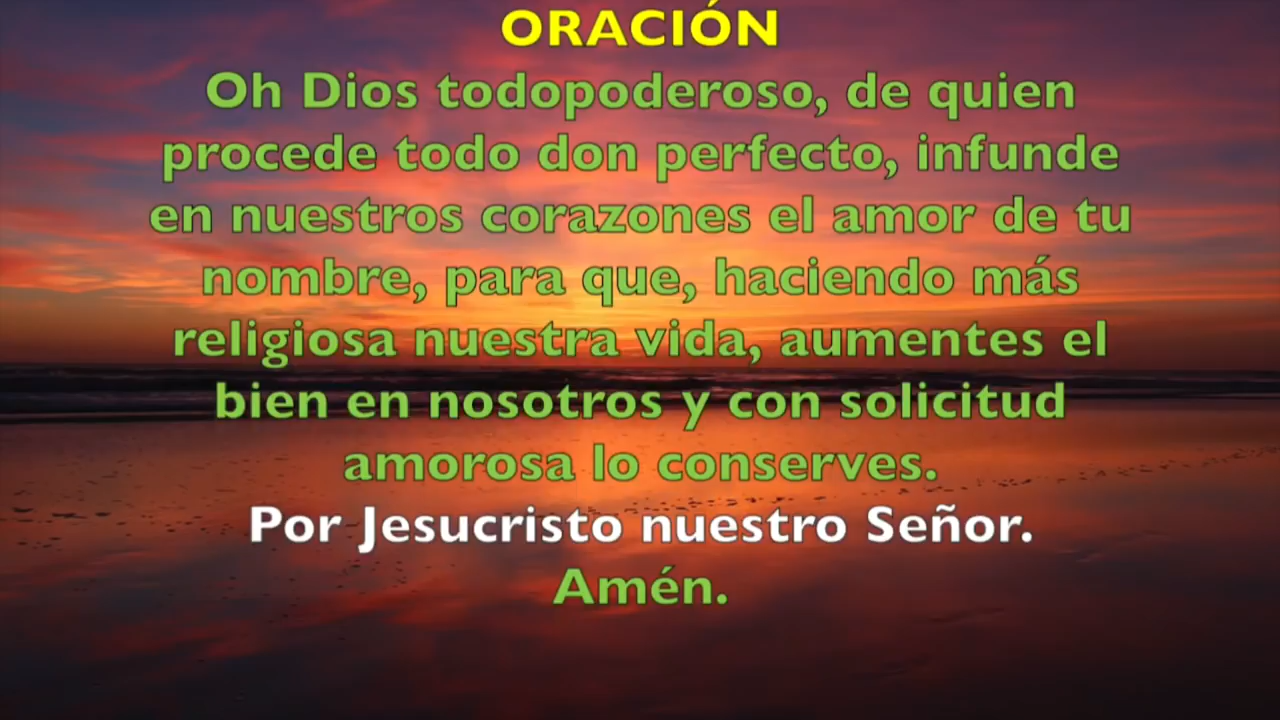 ORACIÓN
Oh Dios todopoderoso, de quien
procede todo don perfecto, infunde
en nuestros corazones el amor de tu
nombre, para que, haciendo más
religiosa nuestra vida, aumentes el
bien en nosotros y con solicitud
amorosa lo conserves.
Por Jesucristo nuestro Señor.
Amén.